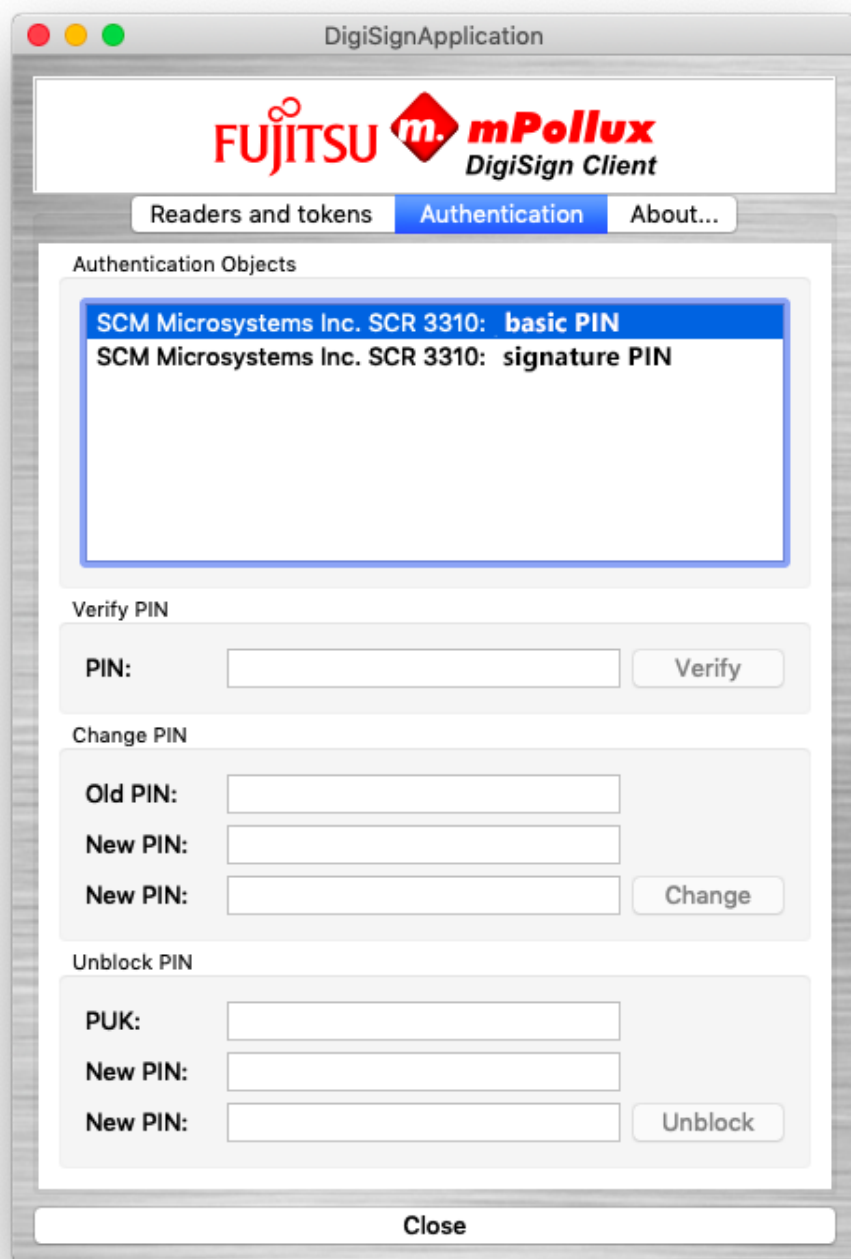 DigiSignApplication
FUJITSU m. mPollux
DigiSign Client
Readers and tokens Authentication About...
Authentication Objects
SCM Microsystems Inc. SCR 3310: basic PIN
SCM Microsystems Inc. SCR 3310: signature PIN
Verify PIN
PIN: Verify
Change PIN
Old PIN:
New PIN:
New PIN: Change
Unblock PIN
PUK:
New PIN:
New PIN: Unblock
Close